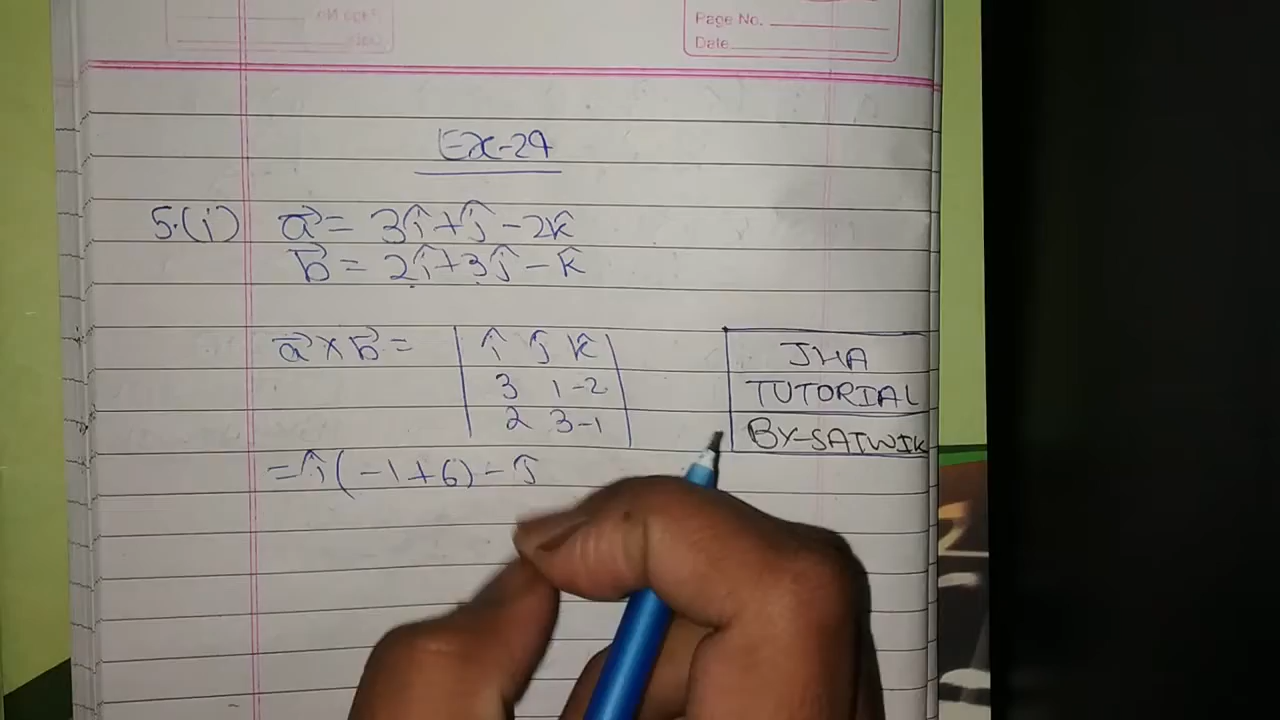 Page No.
Date
Ex-24
5.(i) a⃗ = 3î+ĵ-2k̂
b⃗ = 2î+3ĵ-k̂
a⃗ × b⃗ = | î ĵ k̂ |
3 1 -2
2 3 -1
= î(-1+6) - ĵ
JHA
TUTORIAL
BY-SATWIK